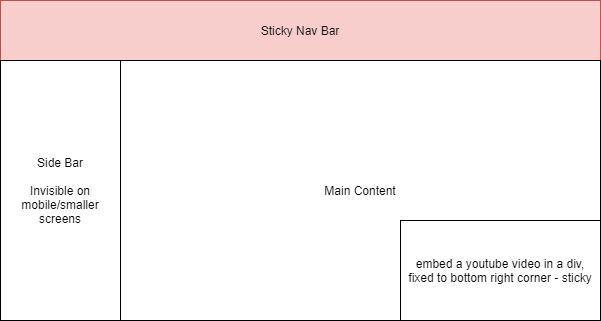 Sticky Nav Bar
Side Bar
Invisible on
mobile/smaller
screens
Main Content
embed a youtube video in a div,
fixed to bottom right corner - sticky